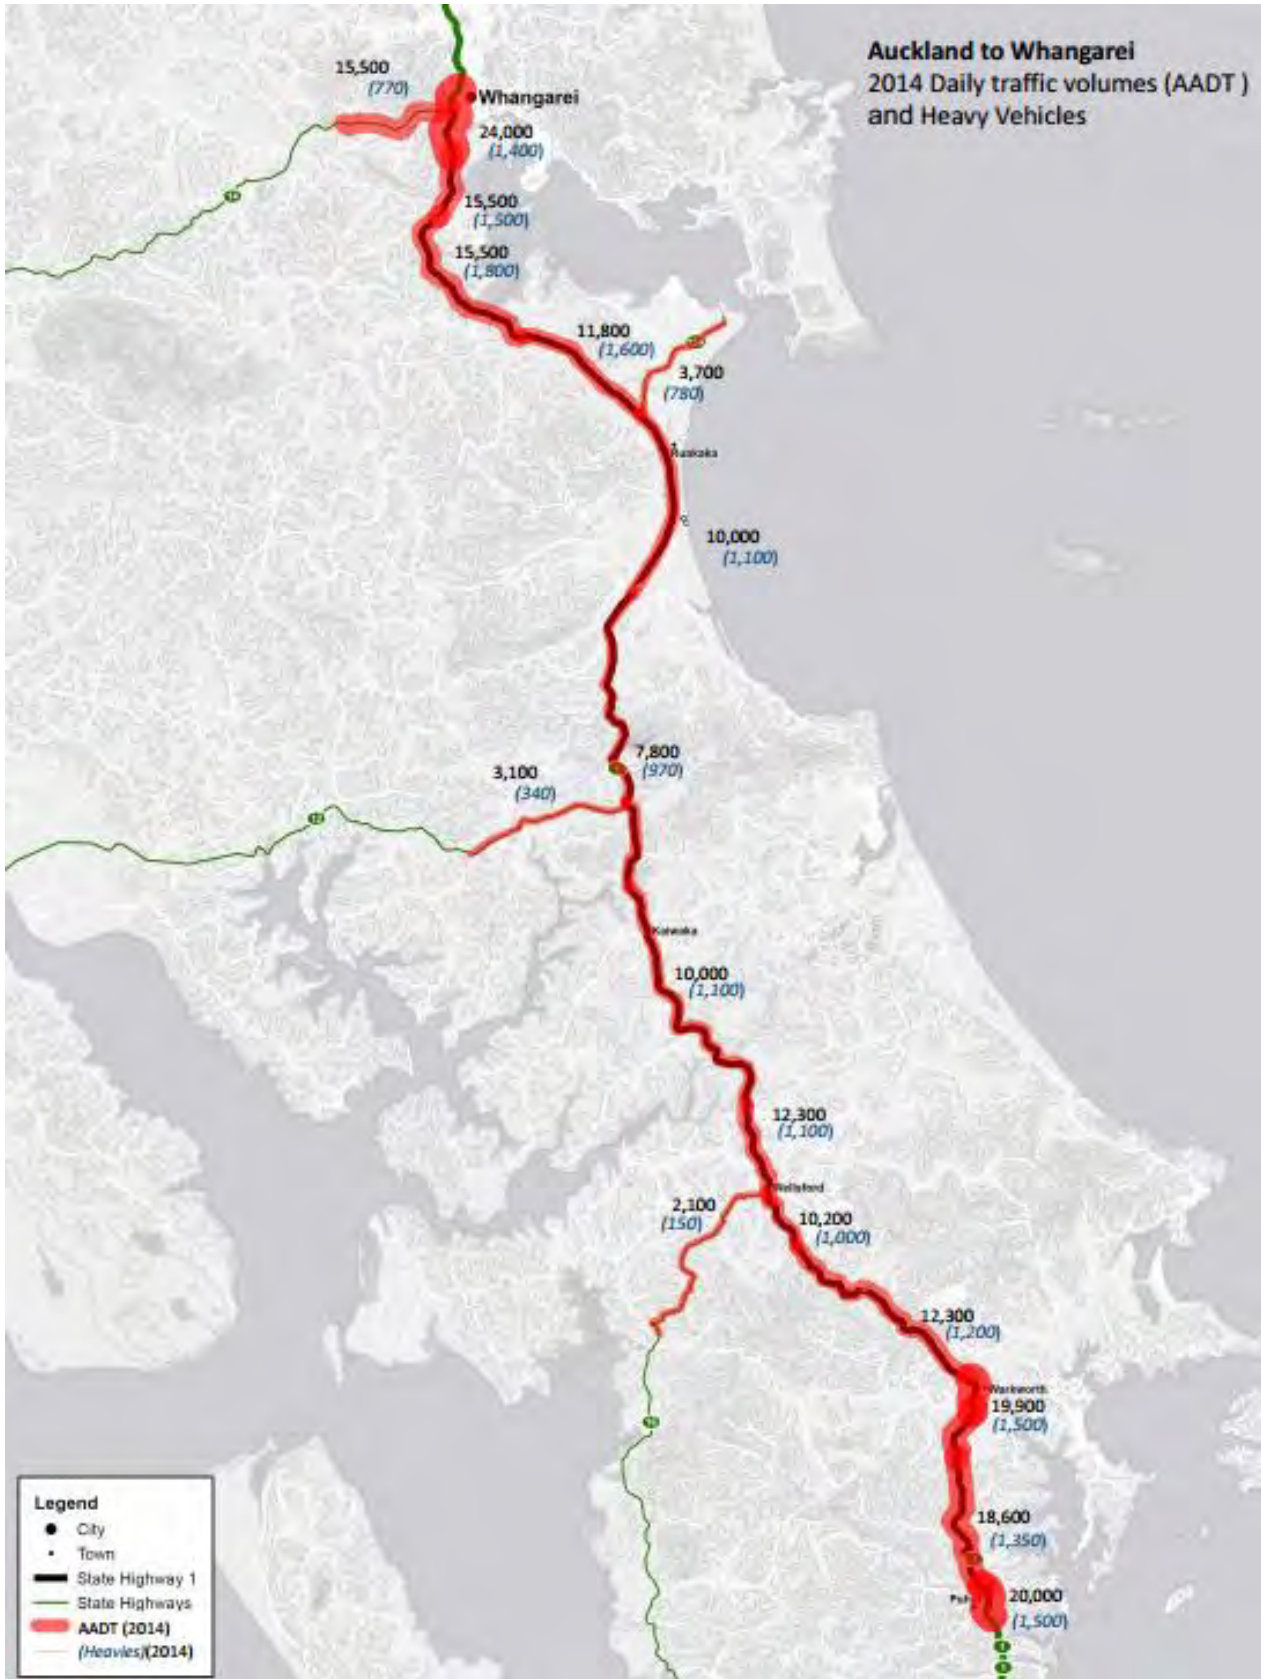 Auckland to Whangarei
2014 Daily traffic volumes (AADT )
and Heavy Vehicles
15,500
(770)
Whangarei
24,000
(1,400)
15,500
(1,500)
15,500
(1,800)
11,800
(1,600)
3,700
(780)
Ruakaka
10,000
(1,100)
7,800
(970)
3,100
(340)
Kaiwaka
10,000
(1,100)
12,300
(1,100)
Wellsford
2,100
(150)
10,200
(1,000)
12,300
(1,200)
Warkworth
19,900
(1,500)
18,600
(1,350)
20,000
(1,500)
Legend
City
Town
State Highway 1
State Highways
AADT (2014)
(Heavies)(2014)